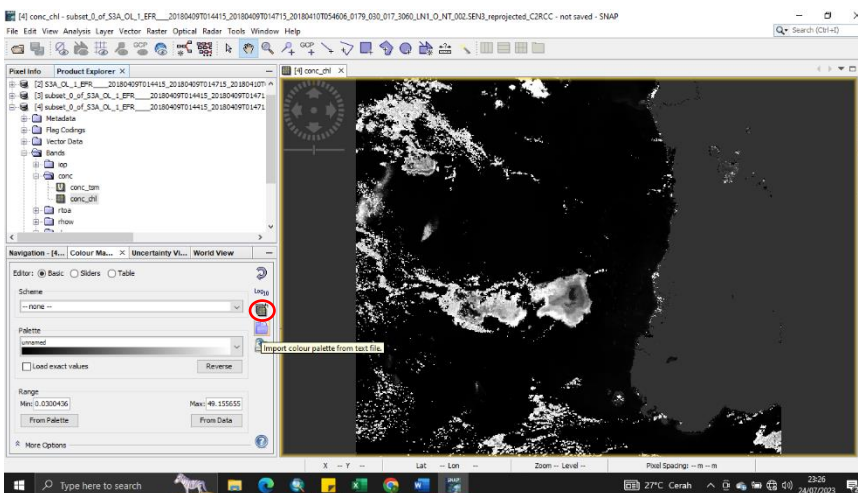 [4] conc_chl - subset_0_of_S3A_OL_1_EFR____20180409T014415_20180409T014715_20180410T054606_0179_030_017_3060_LN1_O_NT_002.SEN3_reprojected_C2RCC - not saved - SNAP
File Edit View Analysis Layer Vector Raster Optical Radar Tools Window Help
Search (Ctrl+I)
GCP
GCP
Pixel Info Product Explorer ×
[4] conc_chl ×
[2] S3A_OL_1_EFR____20180409T014415_20180409T014715_20180410T
[3] subset_0_of_S3A_OL_1_EFR____20180409T014415_20180409T01471
[4] subset_0_of_S3A_OL_1_EFR____20180409T014415_20180409T01471
Metadata
Flag Codings
Vector Data
Bands
iop
conc
conc_tsm
conc_chl
rtoa
rhow
Navigation - [4... Colour Ma... × Uncertainty Vi... World View
Editor: Basic Sliders Table
Scheme
Log10
-- none --
Palette
unnamed
Import colour palette from text file.
Load exact values Reverse
Range
Min: 0.0300436 Max: 49.155655
From Palette From Data
More Options
X -- Y -- Lat -- Lon -- Zoom -- Level -- Pixel Spacing: -- m -- m
Type here to search
27°C Cerah
23:26
24/07/2023